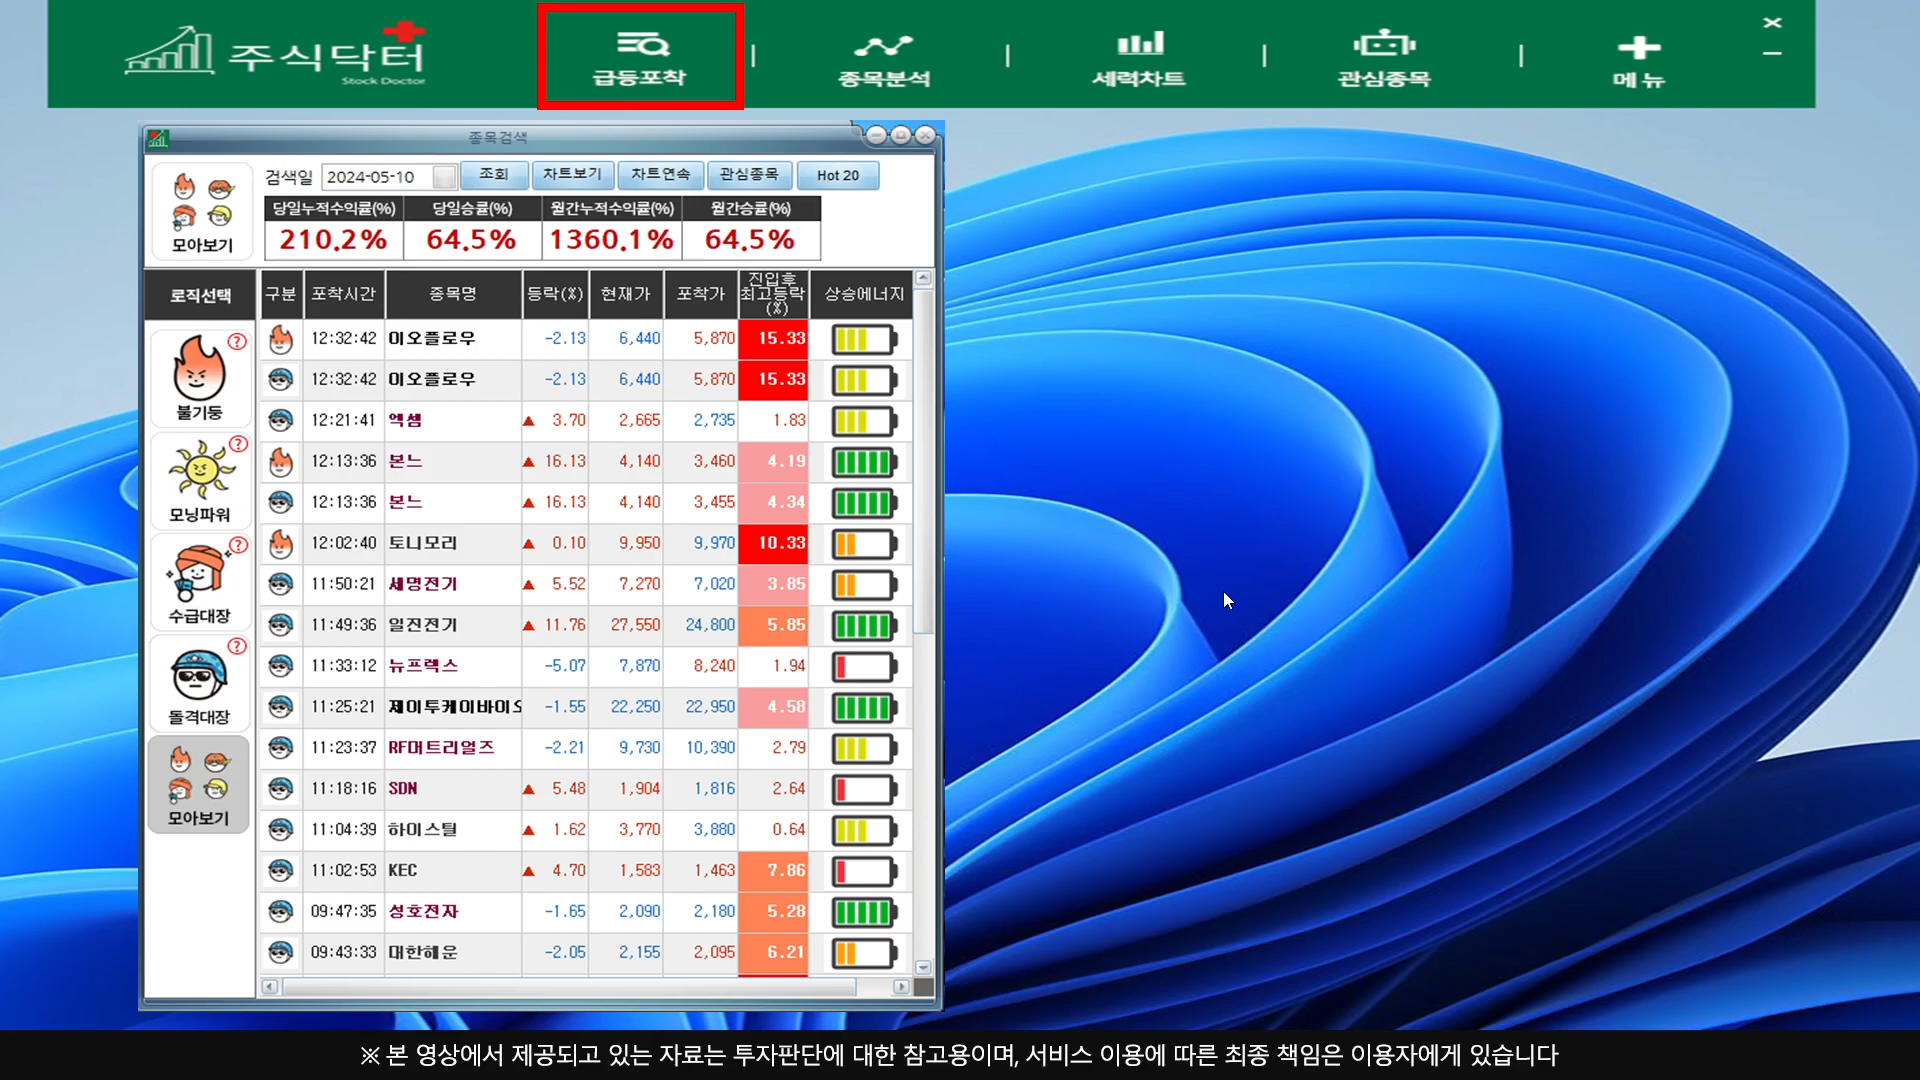 주식닥터
Stock Doctor
급등포착
종목분석
세력차트
관심종목
메뉴
종목검색
모아보기
검색일 2024-05-10 조회 차트보기 차트연속 관심종목 Hot 20
당일누적수익률(%) 당일승률(%) 월간누적수익률(%) 월간승률(%)
210.2% 64.5% 1360.1% 64.5%
로직선택
불기둥
모닝파워
수급대장
돌격대장
모아보기
구분 포착시간 종목명 등락(%) 현재가 포착가 진입후 최고등락 (%) 상승에너지
12:32:42 이오플로우 -2.13 6,440 5,870 15.33
12:32:42 이오플로우 -2.13 6,440 5,870 15.33
12:21:41 엑셈 ▲ 3.70 2,665 2,735 1.83
12:13:36 본느 ▲ 16.13 4,140 3,460 4.19
12:13:36 본느 ▲ 16.13 4,140 3,455 4.34
12:02:40 토니모리 ▲ 0.10 9,950 9,970 10.33
11:50:21 세명전기 ▲ 5.52 7,270 7,020 3.85
11:49:36 일진전기 ▲ 11.76 27,550 24,800 5.85
11:33:12 뉴프렉스 -5.07 7,870 8,240 1.94
11:25:21 제이투케이바이오 -1.55 22,250 22,950 4.58
11:23:37 RF머트리얼즈 -2.21 9,730 10,390 2.79
11:18:16 SDN ▲ 5.48 1,904 1,816 2.64
11:04:39 하이스틸 ▲ 1.62 3,770 3,880 0.64
11:02:53 KEC ▲ 4.70 1,583 1,463 7.86
09:47:35 성호전자 -1.65 2,090 2,180 5.28
09:43:33 대한해운 -2.05 2,155 2,095 6.21
※ 본 영상에서 제공되고 있는 자료는 투자판단에 대한 참고용이며, 서비스 이용에 따른 최종 책임은 이용자에게 있습니다